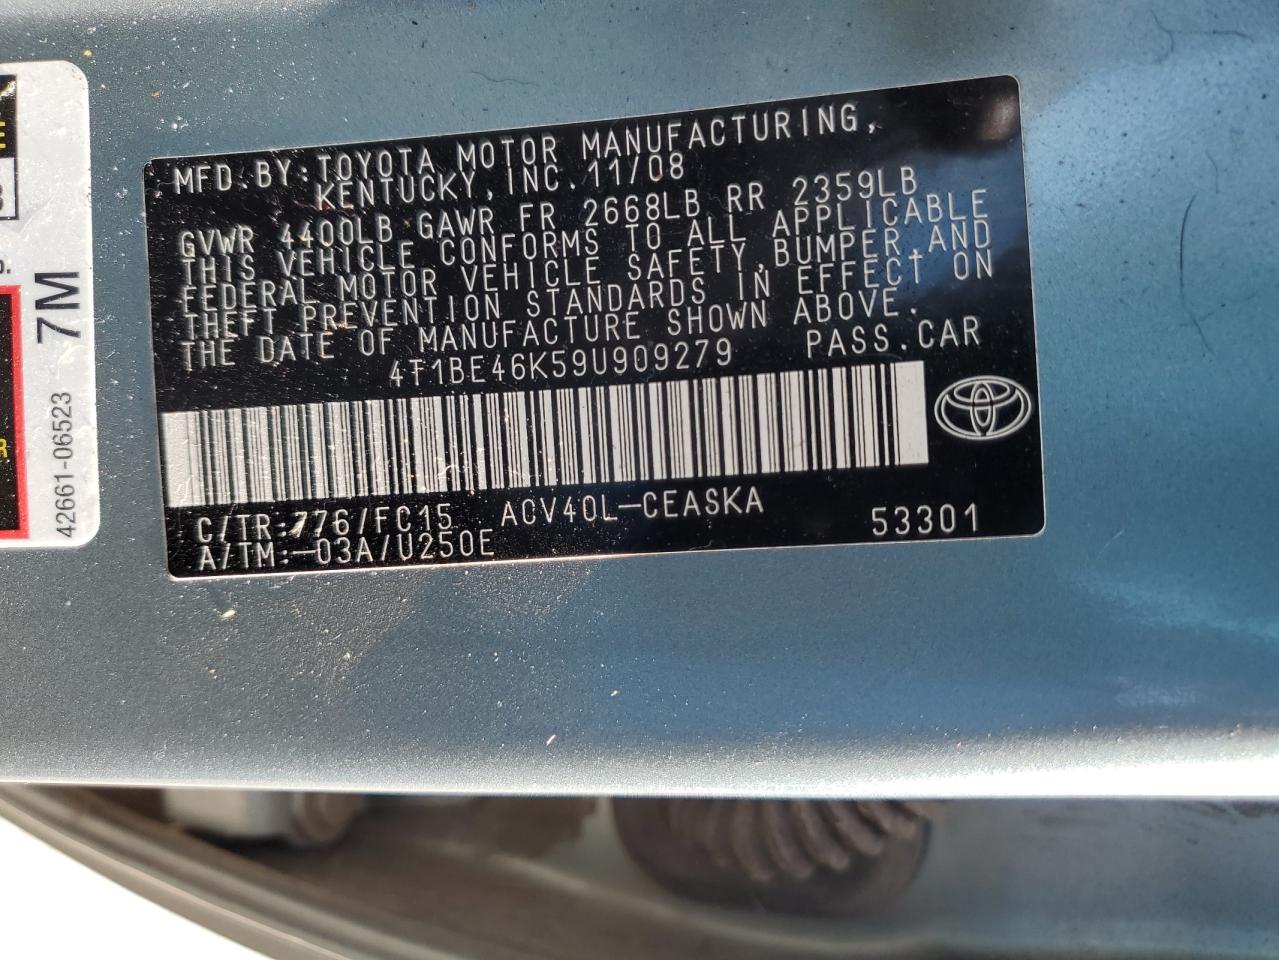 MFD.BY:TOYOTA MOTOR MANUFACTURING,
KENTUCKY,INC.11/08
GVWR 4400LB GAWR FR 2668LB RR 2359LB
THIS VEHICLE CONFORMS TO ALL APPLICABLE
FEDERAL MOTOR VEHICLE SAFETY,BUMPER,AND
THEFT PREVENTION STANDARDS IN EFFECT ON
THE DATE OF MANUFACTURE SHOWN ABOVE.
4T1BE46K59U909279 PASS.CAR
C/TR:776/FC15 ACV40L-CEASKA
A/TM:-03A/U250E 53301
7M
42661-06523